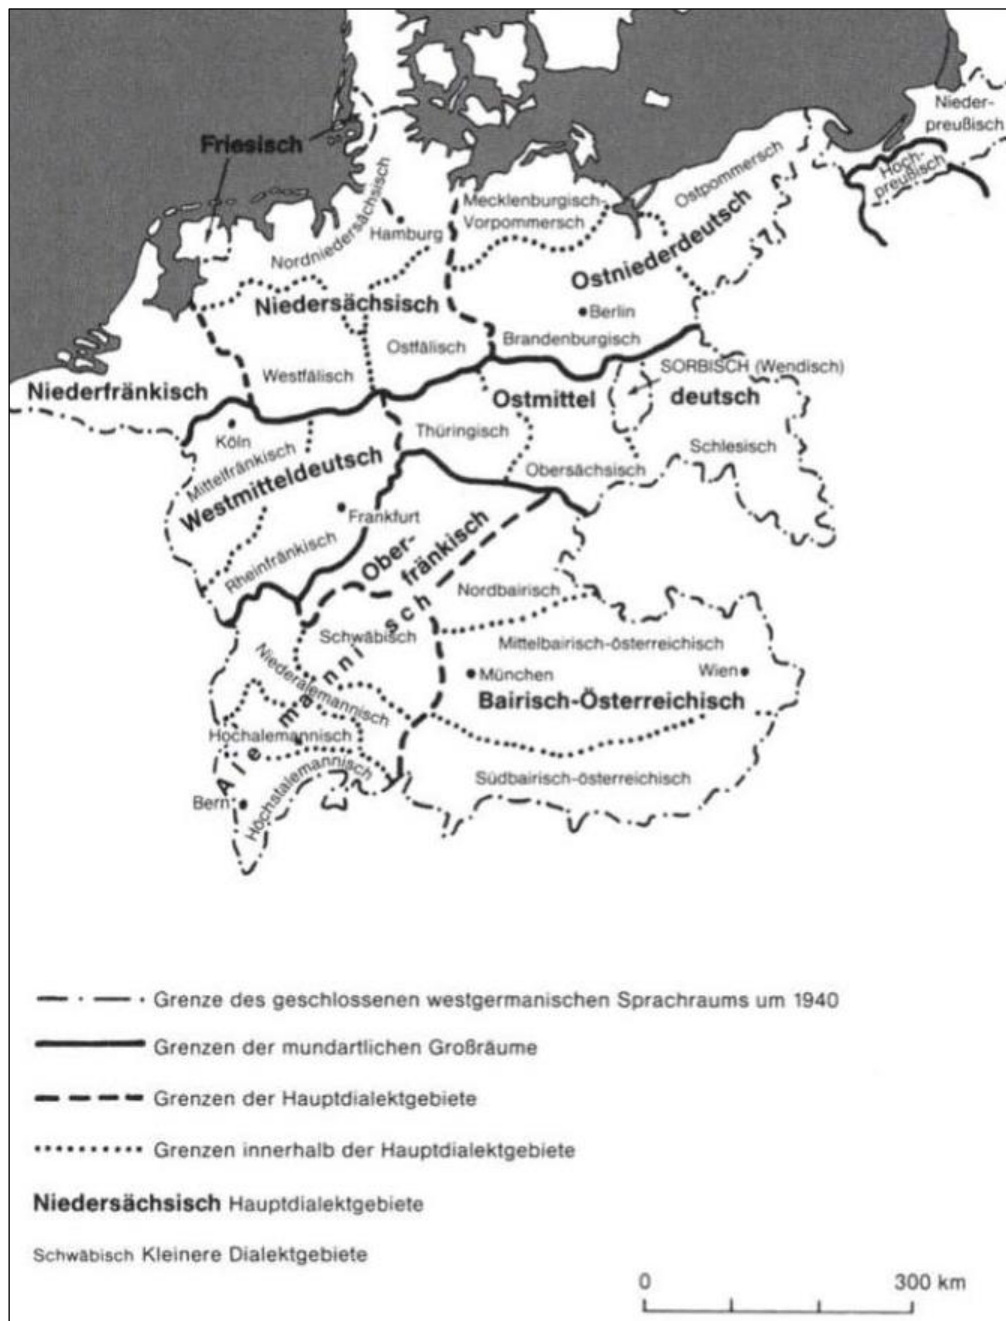 Friesisch
Nieder-
preußisch
Hoch-
preußisch
Ostpommersch
Mecklenburgisch-
Vorpommersch
Hamburg
Nordniedersächsisch
Ostniederdeutsch
Niedersächsisch
Berlin
Brandenburgisch
Ostfälisch
Westfälisch
SORBISCH (Wendisch)
Niederfränkisch
Ostmittel
deutsch
Köln
Thüringisch
Schlesisch
Mittelfränkisch
Obersächsisch
Westmitteldeutsch
Frankfurt
Rheinfränkisch
Ober-
fränkisch
Nordbairisch
Schwäbisch
Mittelbairisch-österreichisch
München
Wien
Niederalemannisch
Bairisch-Österreichisch
Alemannisch
Hochalemannisch
Höchstalemannisch
Südbairisch-österreichisch
Bern
Grenze des geschlossenen westgermanischen Sprachraums um 1940
Grenzen der mundartlichen Großräume
Grenzen der Hauptdialektgebiete
Grenzen innerhalb der Hauptdialektgebiete
Niedersächsisch Hauptdialektgebiete
Schwäbisch Kleinere Dialektgebiete
0 300 km